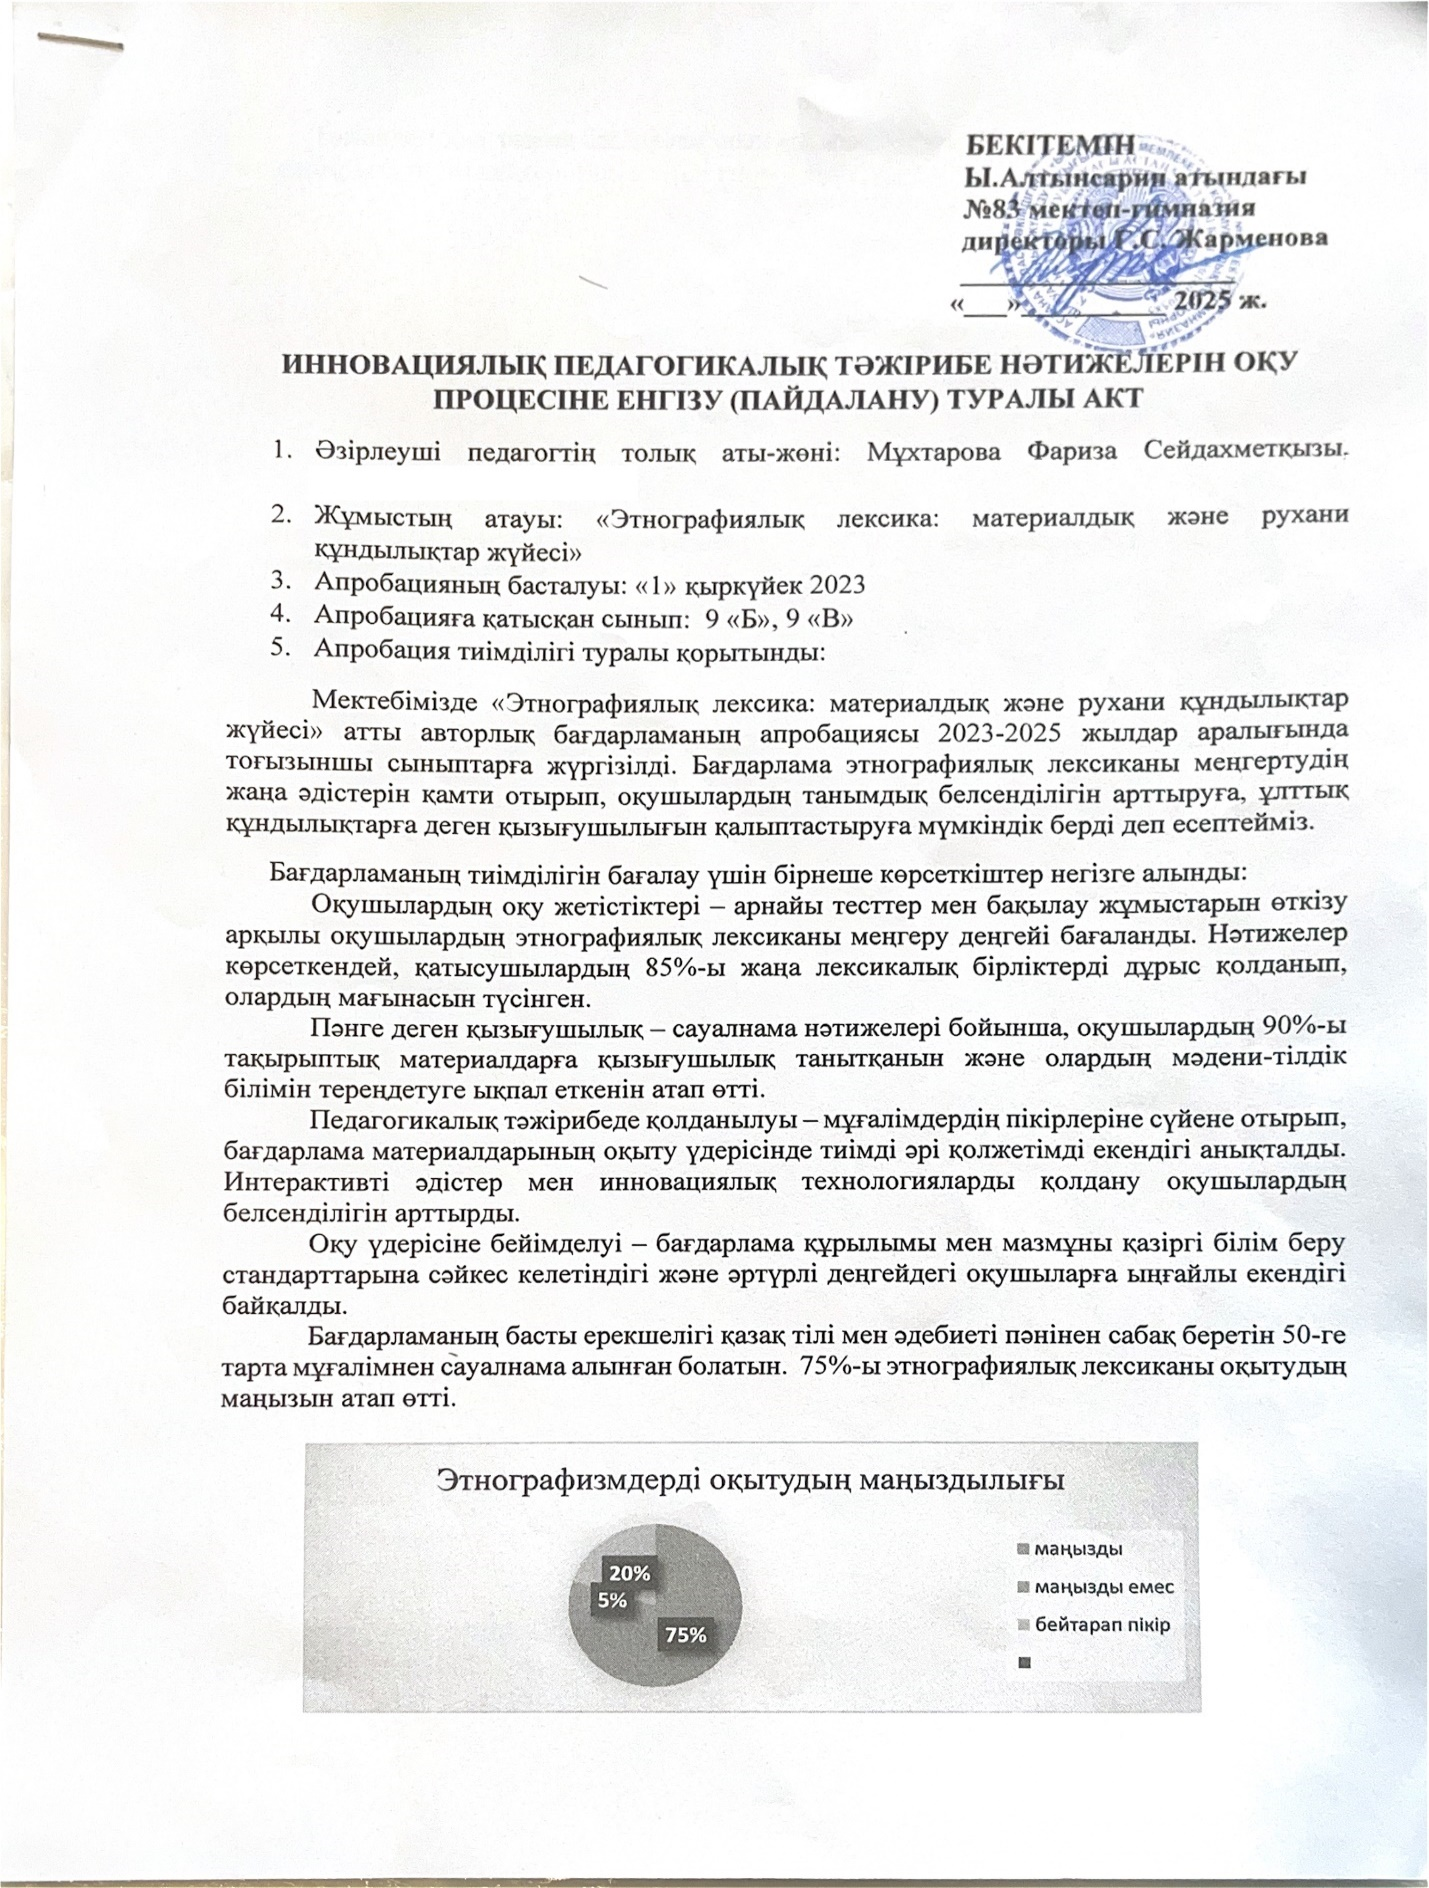 БЕКІТЕМІН
Ы.Алтынсарин атындағы
№83 мектеп-гимназия
директоры Г.С. Жарменова
«___»__________ 2025 ж.
ИННОВАЦИЯЛЫҚ ПЕДАГОГИКАЛЫҚ ТӘЖІРИБЕ НӘТИЖЕЛЕРІН ОҚУ
ПРОЦЕСІНЕ ЕНГІЗУ (ПАЙДАЛАНУ) ТУРАЛЫ АКТ
1. Әзірлеуші педагогтің толық аты-жөні: Мұхтарова Фариза Сейдахметқызы.
2. Жұмыстың атауы: «Этнографиялық лексика: материалдық және рухани
құндылықтар жүйесі»
3. Апробацияның басталуы: «1» қыркүйек 2023
4. Апробацияға қатысқан сынып: 9 «Б», 9 «В»
5. Апробация тиімділігі туралы қорытынды:
Мектебімізде «Этнографиялық лексика: материалдық және рухани құндылықтар
жүйесі» атты авторлық бағдарламаның апробациясы 2023-2025 жылдар аралығында
тоғызыншы сыныптарға жүргізілді. Бағдарлама этнографиялық лексиканы меңгертудің
жаңа әдістерін қамти отырып, оқушылардың танымдық белсенділігін арттыруға, ұлттық
құндылықтарға деген қызығушылығын қалыптастыруға мүмкіндік берді деп есептейміз.
Бағдарламаның тиімділігін бағалау үшін бірнеше көрсеткіштер негізге алынды:
Оқушылардың оқу жетістіктері – арнайы тесттер мен бақылау жұмыстарын өткізу
арқылы оқушылардың этнографиялық лексиканы меңгеру деңгейі бағаланды. Нәтижелер
көрсеткендей, қатысушылардың 85%-ы жаңа лексикалық бірліктерді дұрыс қолданып,
олардың мағынасын түсінген.
Пәнге деген қызығушылық – сауалнама нәтижелері бойынша, оқушылардың 90%-ы
тақырыптық материалдарға қызығушылық танытқанын және олардың мәдени-тілдік
білімін тереңдетуге ықпал еткенін атап өтті.
Педагогикалық тәжірибеде қолданылуы – мұғалімдердің пікірлеріне сүйене отырып,
бағдарлама материалдарының оқыту үдерісінде тиімді әрі қолжетімді екендігі анықталды.
Интерактивті әдістер мен инновациялық технологияларды қолдану оқушылардың
белсенділігін арттырды.
Оқу үдерісіне бейімделуі – бағдарлама құрылымы мен мазмұны қазіргі білім беру
стандарттарына сәйкес келетіндігі және әртүрлі деңгейдегі оқушыларға ыңғайлы екендігі
байқалды.
Бағдарламаның басты ерекшелігі қазақ тілі мен әдебиеті пәнінен сабақ беретін 50-ге
тарта мұғалімнен сауалнама алынған болатын. 75%-ы этнографиялық лексиканы оқытудың
маңызын атап өтті.
Этнографизмдерді оқытудың маңыздылығы
маңызды
20%
маңызды емес
5%
бейтарап пікір
75%